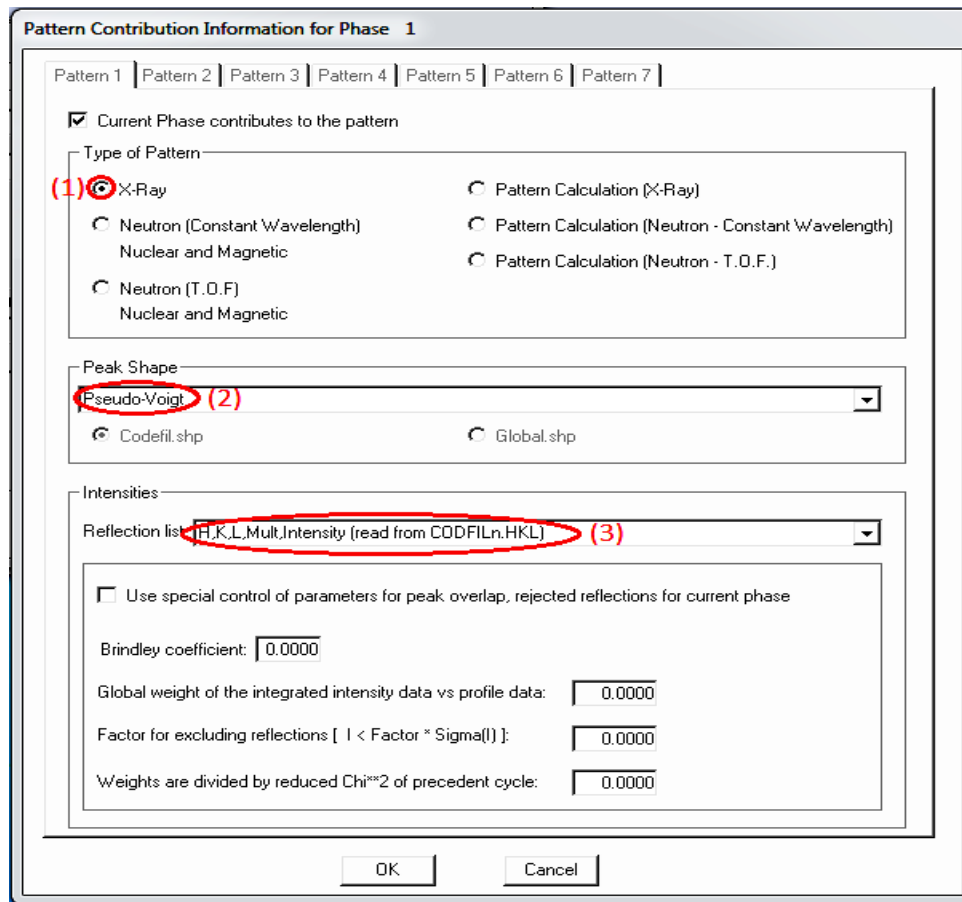 Pattern Contribution Information for Phase 1
Pattern 1 Pattern 2 Pattern 3 Pattern 4 Pattern 5 Pattern 6 Pattern 7
Current Phase contributes to the pattern
Type of Pattern
(1) X-Ray
Pattern Calculation (X-Ray)
Neutron (Constant Wavelength)
Nuclear and Magnetic
Pattern Calculation (Neutron - Constant Wavelength)
Pattern Calculation (Neutron - T.O.F.)
Neutron (T.O.F)
Nuclear and Magnetic
Peak Shape
Pseudo-Voigt (2)
Codefil.shp
Global.shp
Intensities
Reflection list: H,K,L,Mult,Intensity (read from CODFILn.HKL) (3)
Use special control of parameters for peak overlap, rejected reflections for current phase
Brindley coefficient: 0.0000
Global weight of the integrated intensity data vs profile data: 0.0000
Factor for excluding reflections [ I < Factor * Sigma(I) ]: 0.0000
Weights are divided by reduced Chi**2 of precedent cycle: 0.0000
OK
Cancel